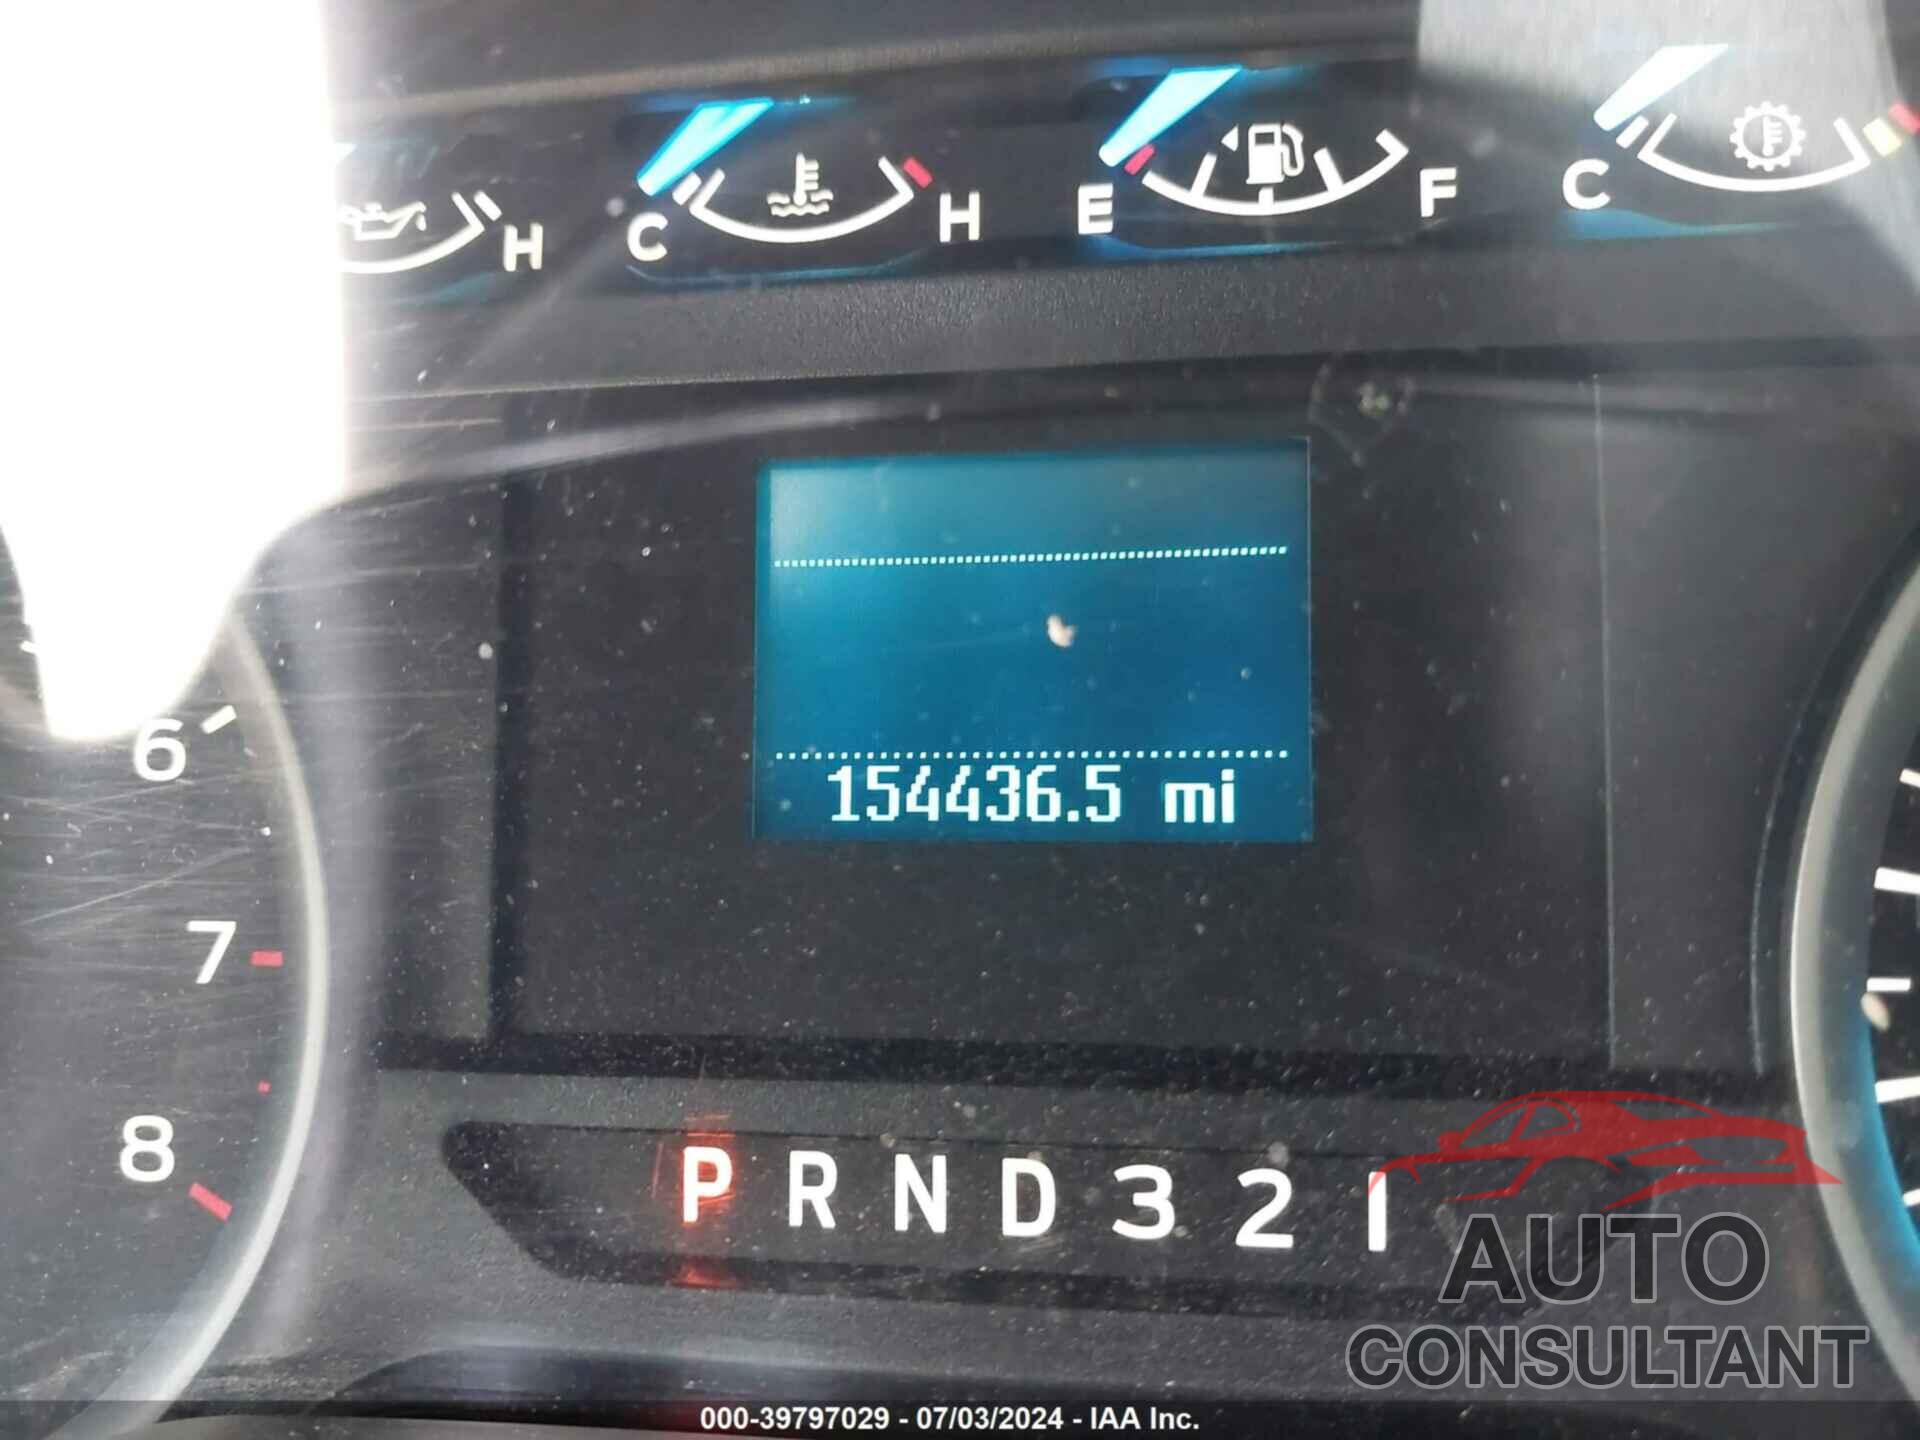 H
C H
E F
C
6
154436.5 mi
7
8
P R N D 3 2 1
AUTO
CONSULTANT
000-39797029 - 07/03/2024 - IAA Inc.